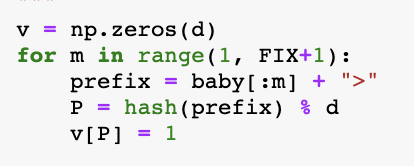 v = np.zeros(d)
for m in range(1, FIX+1):
    prefix = baby[:m] + ">"
    P = hash(prefix) % d
    v[P] = 1